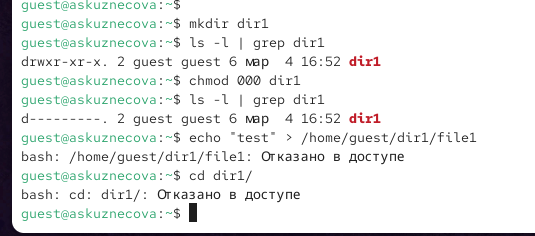 guest@askuznecova:~$
guest@askuznecova:~$ mkdir dir1
guest@askuznecova:~$ ls -l | grep dir1
drwxr-xr-x. 2 guest guest 6 мар  4 16:52 dir1
guest@askuznecova:~$ chmod 000 dir1
guest@askuznecova:~$ ls -l | grep dir1
d---------. 2 guest guest 6 мар  4 16:52 dir1
guest@askuznecova:~$ echo "test" > /home/guest/dir1/file1
bash: /home/guest/dir1/file1: Отказано в доступе
guest@askuznecova:~$ cd dir1/
bash: cd: dir1/: Отказано в доступе
guest@askuznecova:~$